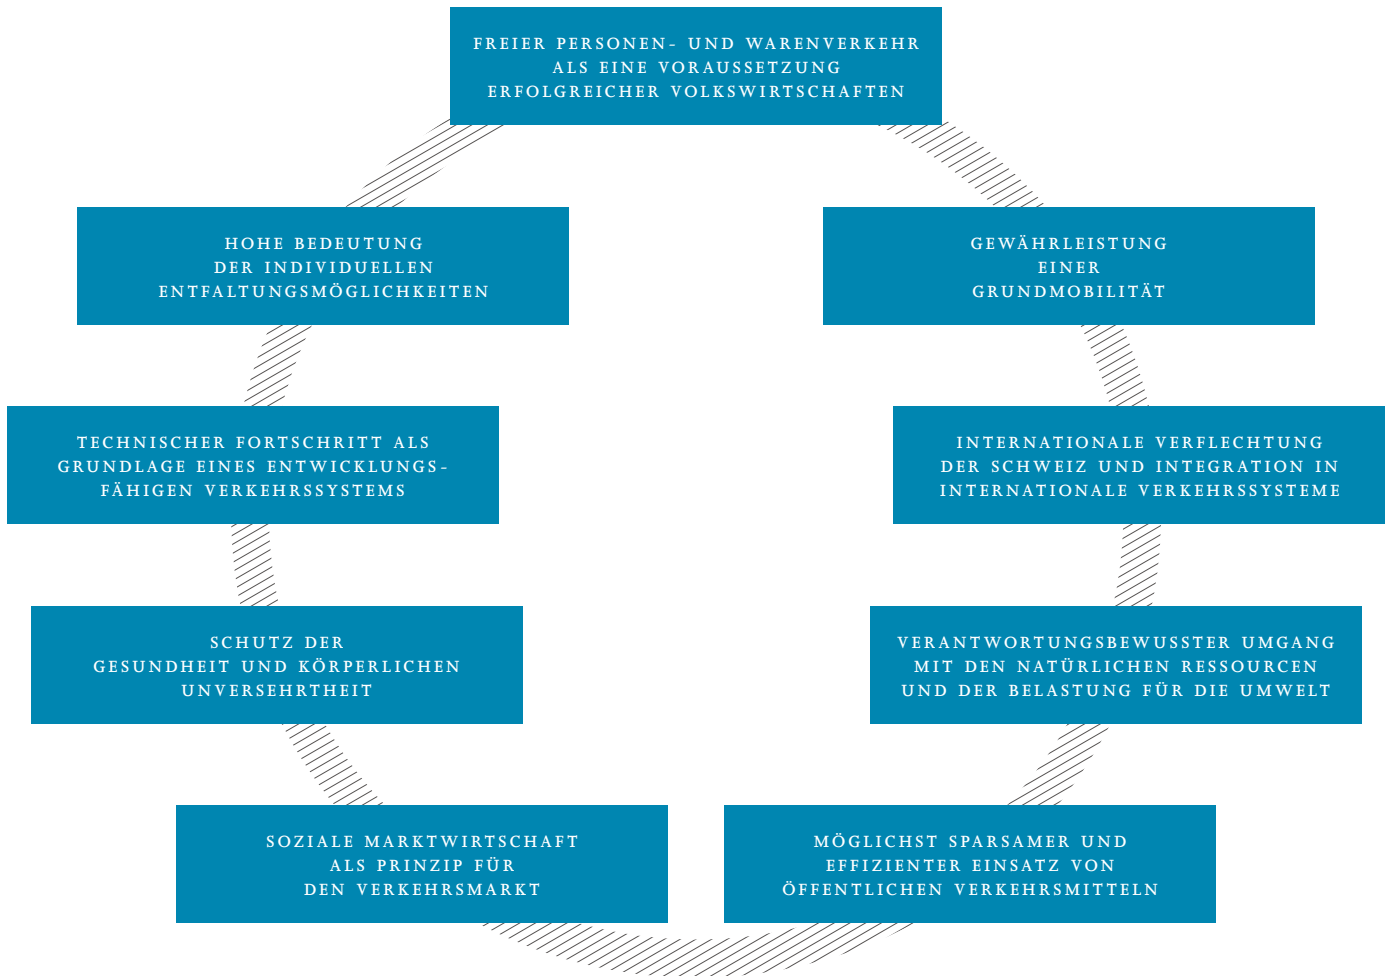 FREIER PERSONEN- UND WARENVERKEHR
ALS EINE VORAUSSETZUNG
ERFOLGREICHER VOLKSWIRTSCHAFTEN
HOHE BEDEUTUNG
DER INDIVIDUELLEN
ENTFALTUNGSMÖGLICHKEITEN
GEWÄHRLEISTUNG
EINER
GRUNDMOBILITÄT
TECHNISCHER FORTSCHRITT ALS
GRUNDLAGE EINES ENTWICKLUNGS-
FÄHIGEN VERKEHRSSYSTEMS
INTERNATIONALE VERFLECHTUNG
DER SCHWEIZ UND INTEGRATION IN
INTERNATIONALE VERKEHRSSYSTEME
SCHUTZ DER
GESUNDHEIT UND KÖRPERLICHEN
UNVERSEHRTHEIT
VERANTWORTUNGSBEWUSSTER UMGANG
MIT DEN NATÜRLICHEN RESSOURCEN
UND DER BELASTUNG FÜR DIE UMWELT
SOZIALE MARKTWIRTSCHAFT
ALS PRINZIP FÜR
DEN VERKEHRSMARKT
MÖGLICHST SPARSAMER UND
EFFIZIENTER EINSATZ VON
ÖFFENTLICHEN VERKEHRSMITTELN